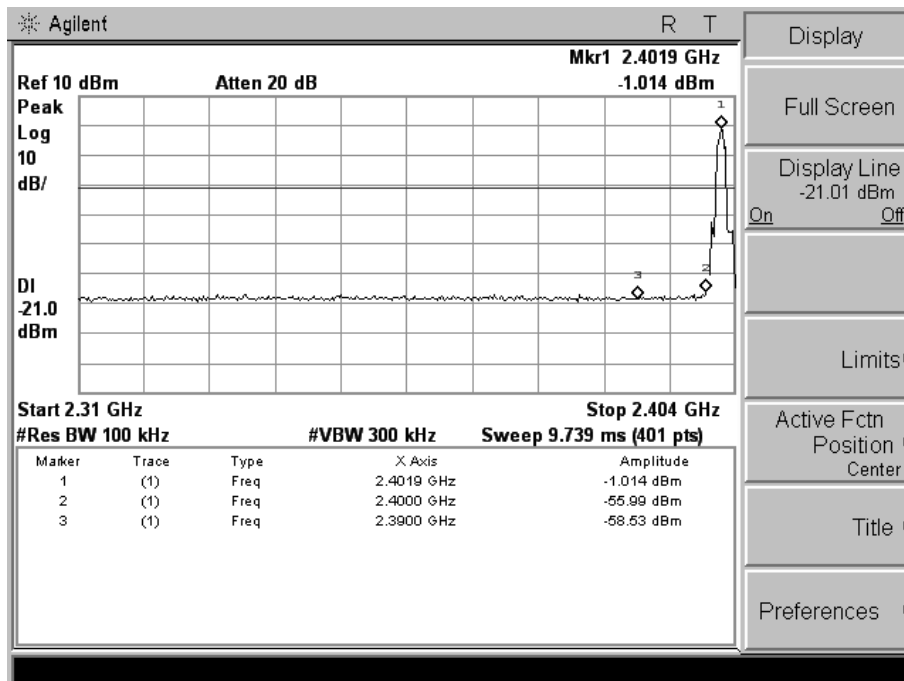 Agilent R T
Mkr1 2.4019 GHz
Ref 10 dBm Atten 20 dB -1.014 dBm
Peak
Log
10
dB/
1
2
3
DI
-21.0
dBm
Start 2.31 GHz Stop 2.404 GHz
#Res BW 100 kHz #VBW 300 kHz Sweep 9.739 ms (401 pts)
Marker Trace Type X Axis Amplitude
1 (1) Freq 2.4019 GHz -1.014 dBm
2 (1) Freq 2.4000 GHz -55.99 dBm
3 (1) Freq 2.3900 GHz -58.53 dBm
Display
Full Screen
Display Line
-21.01 dBm
On Off
Limits
Active Fctn
Position
Center
Title
Preferences